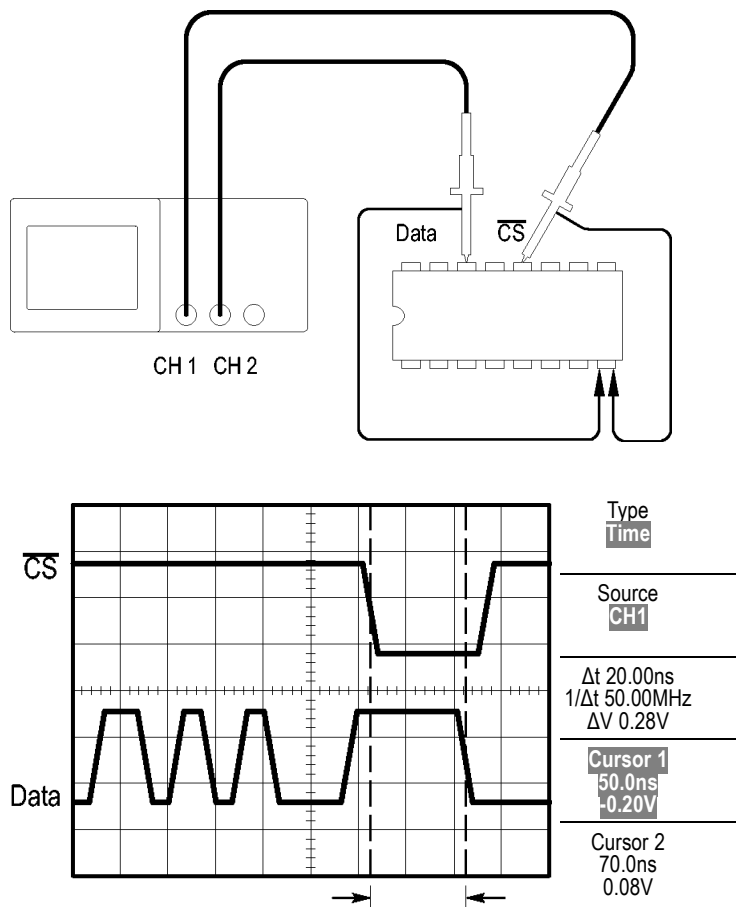 Data
CS
CH 1 CH 2
CS
Data
Type
Time
Source
CH1
Δt 20.00ns
1/Δt 50.00MHz
ΔV 0.28V
Cursor 1
50.0ns
-0.20V
Cursor 2
70.0ns
0.08V